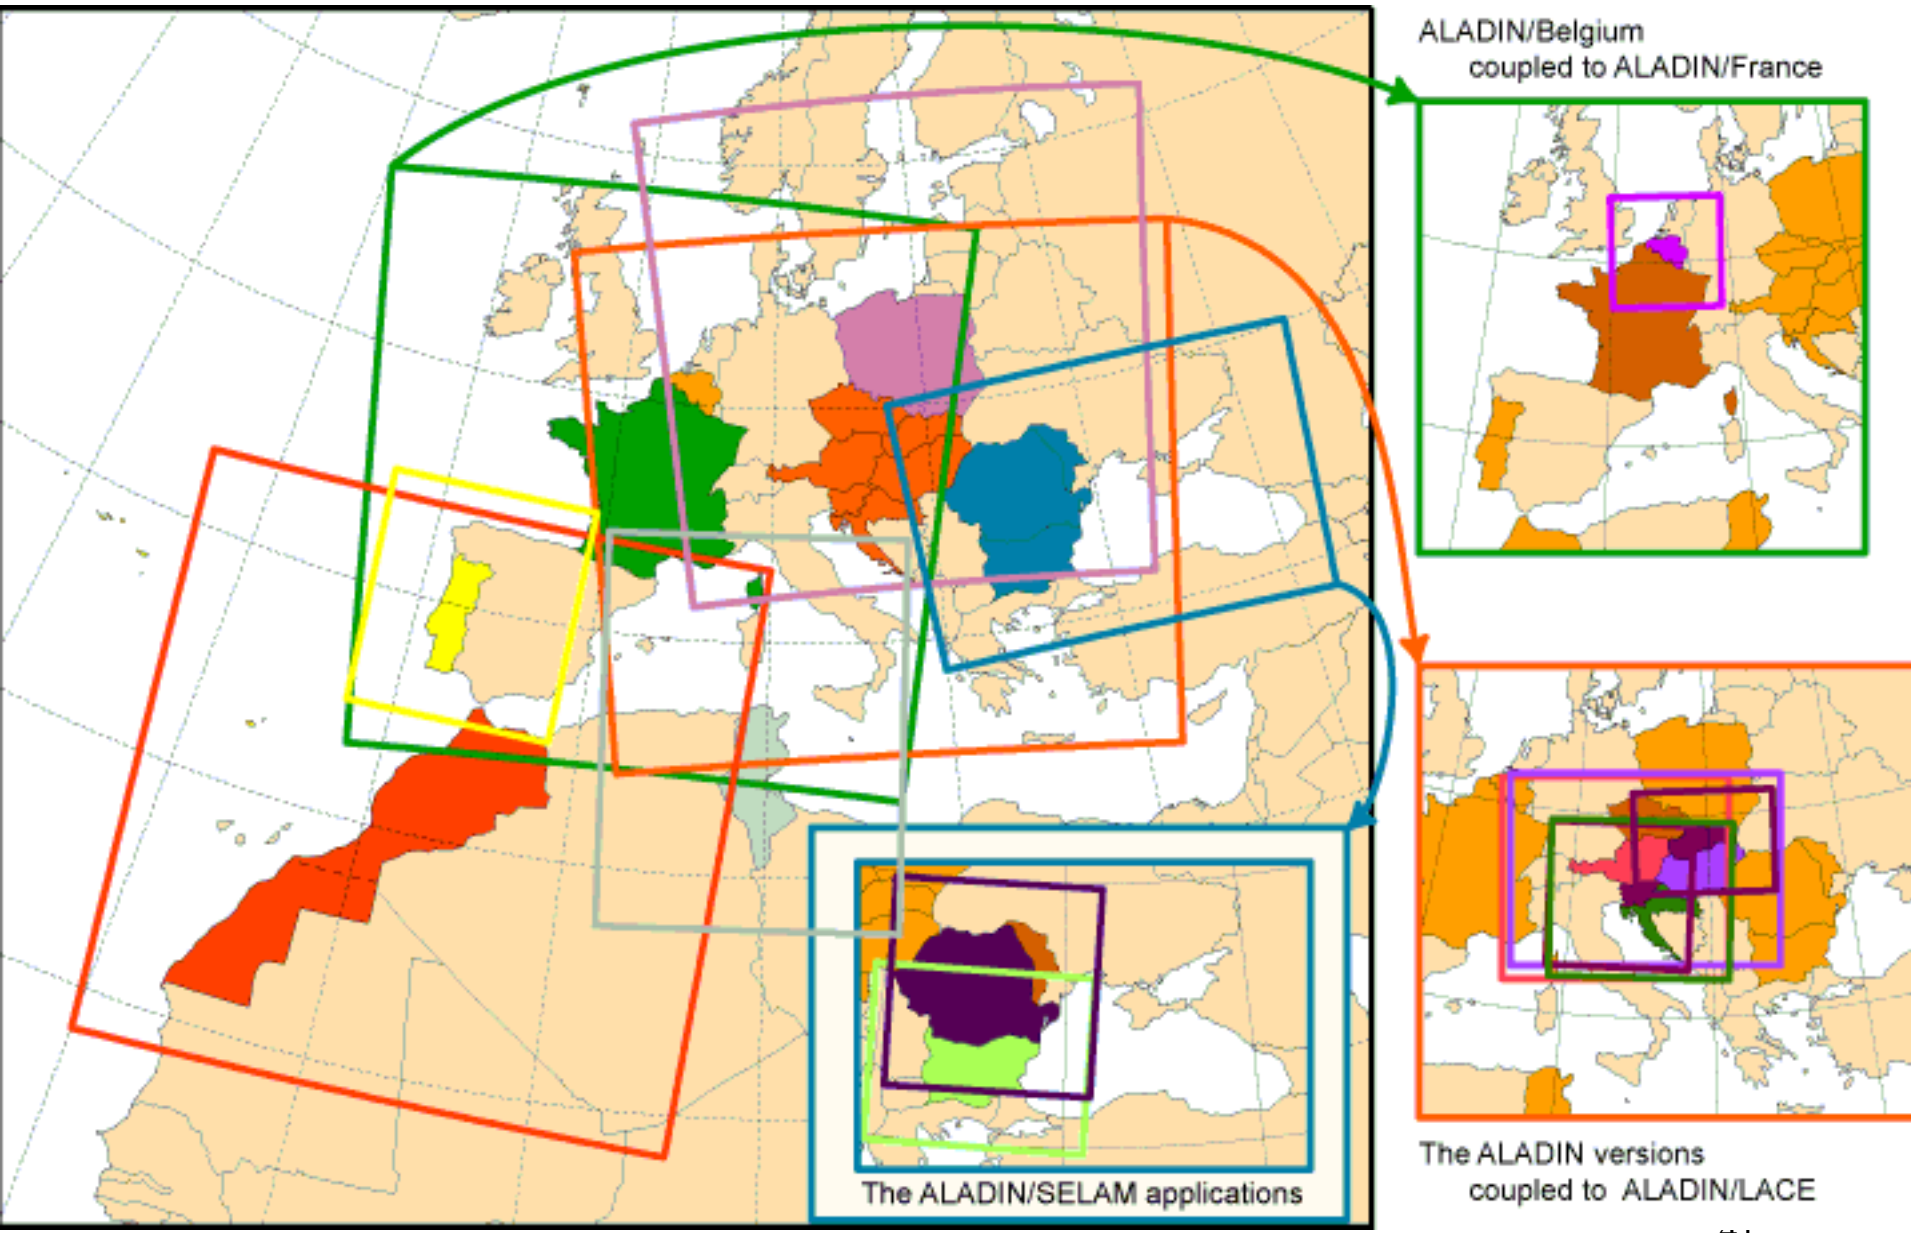 ALADIN/Belgium
coupled to ALADIN/France
The ALADIN/SELAM applications
The ALADIN versions
coupled to ALADIN/LACE